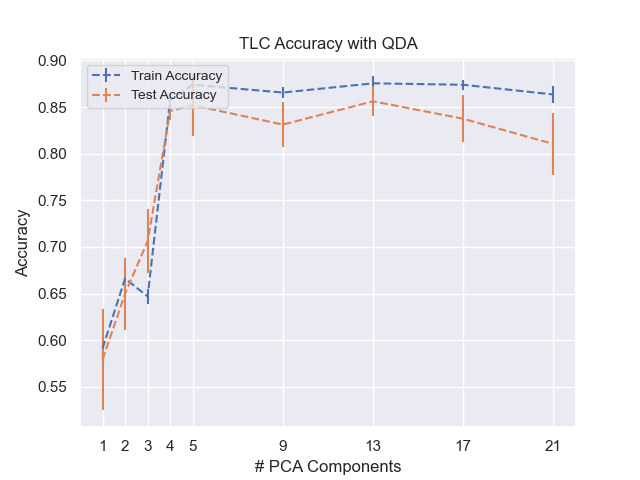 TLC Accuracy with QDA
Train Accuracy
Test Accuracy
0.90
0.85
0.80
0.75
0.70
0.65
0.60
0.55
Accuracy
1 2 3 4 5 9 13 17 21
# PCA Components